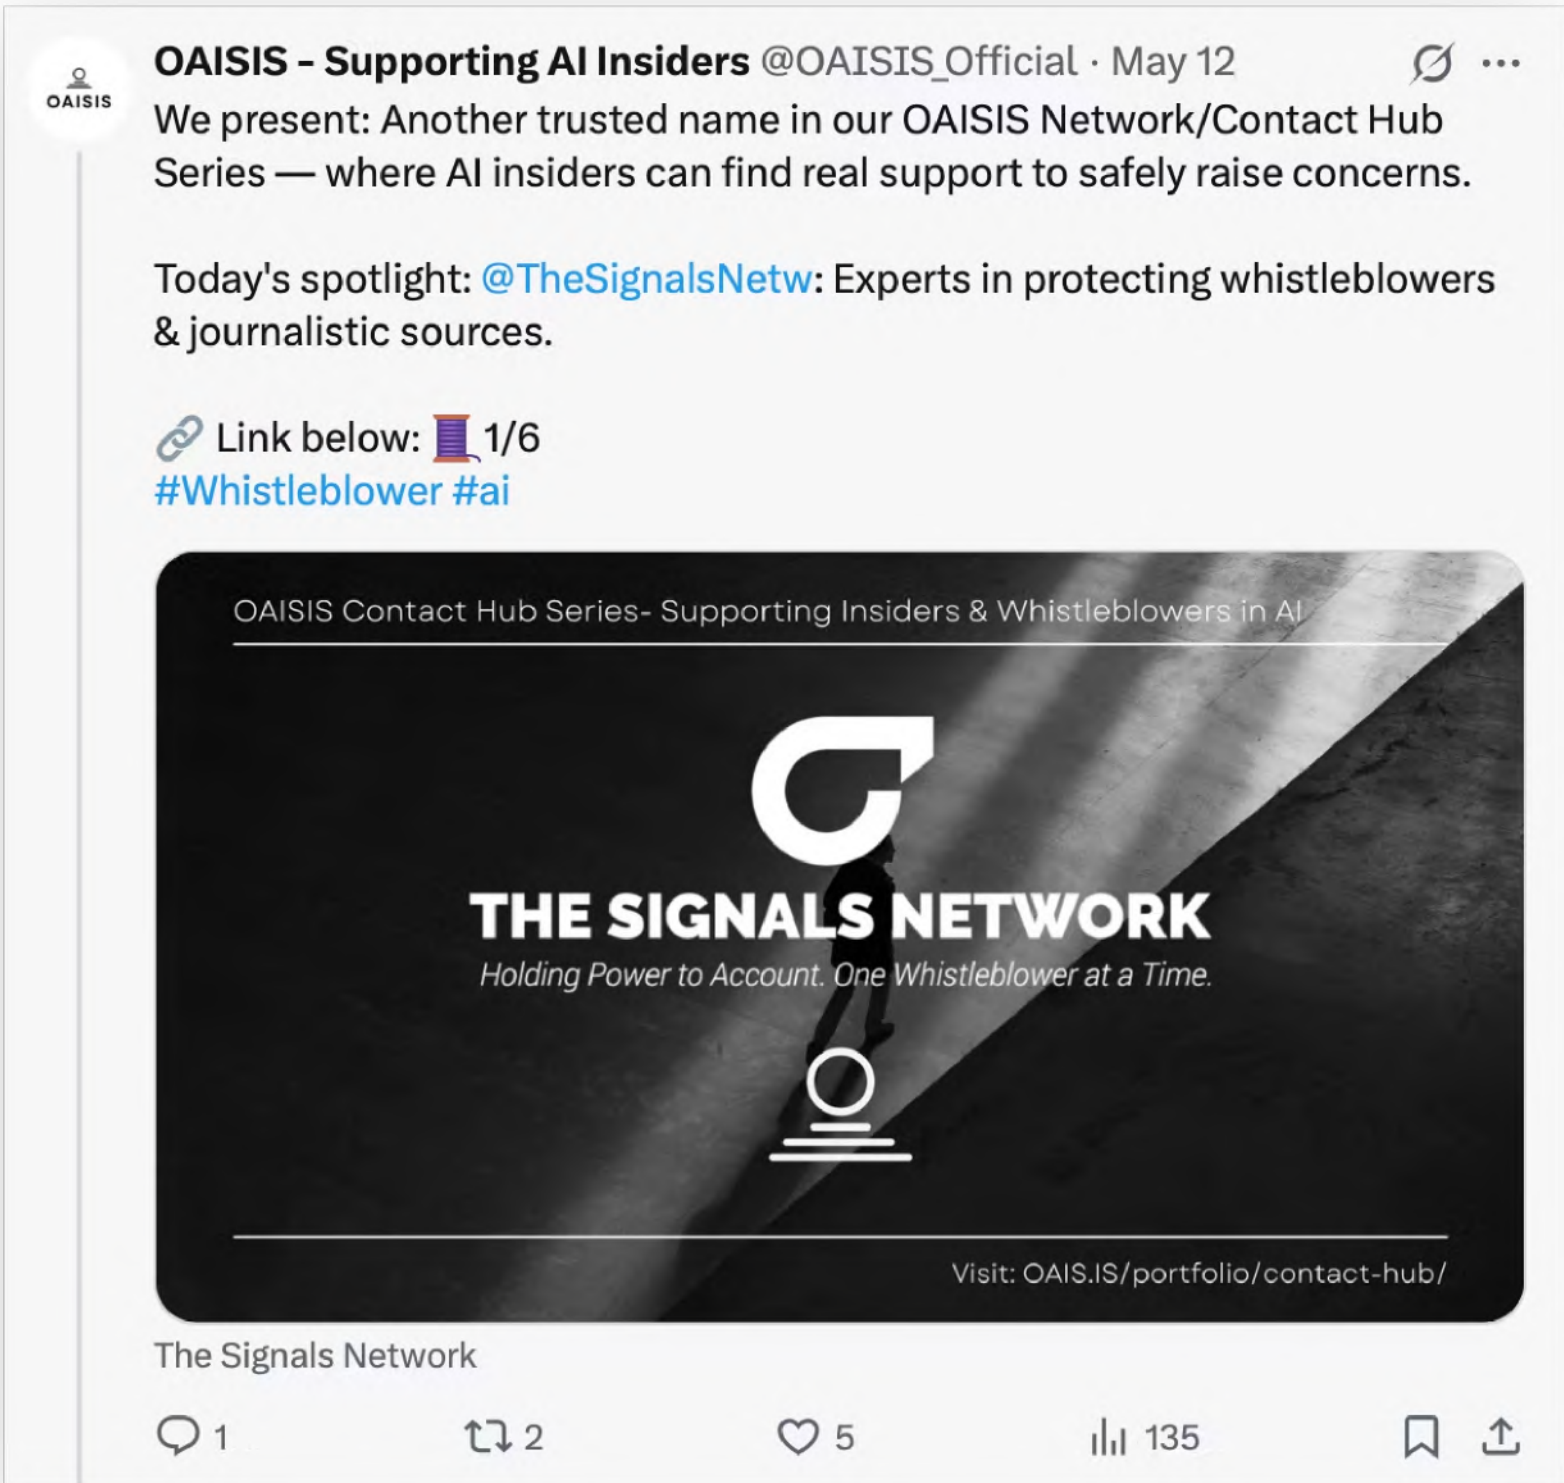 OAISIS
OAISIS – Supporting AI Insiders @OAISIS_Official · May 12
We present: Another trusted name in our OAISIS Network/Contact Hub
Series — where AI insiders can find real support to safely raise concerns.
Today's spotlight: @TheSignalsNetw: Experts in protecting whistleblowers
& journalistic sources.
🔗 Link below: 🧵1/6
#Whistleblower #ai
OAISIS Contact Hub Series- Supporting Insiders & Whistleblowers in AI
THE SIGNALS NETWORK
Holding Power to Account. One Whistleblower at a Time.
Visit: OAIS.IS/portfolio/contact-hub/
The Signals Network
1 2 5 135